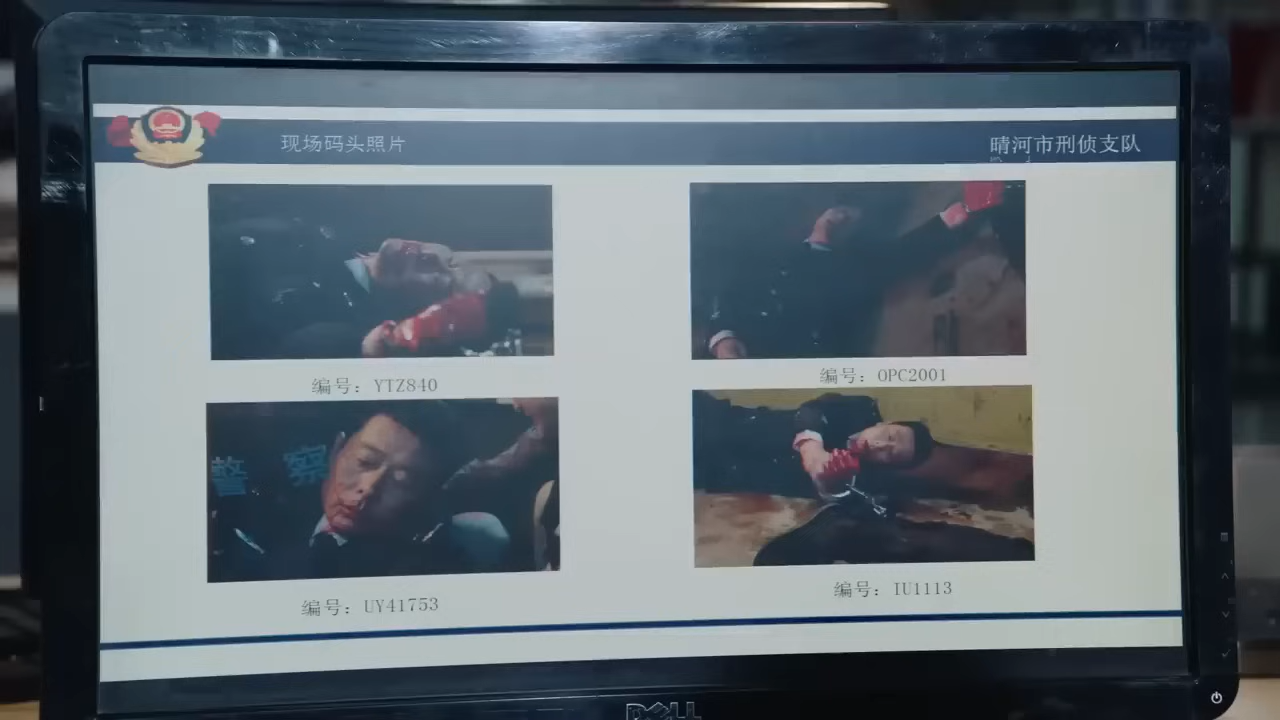 现场码头照片
晴河市刑侦支队
编号：YTZ840
编号：OPC2001
警察
编号：UY41753
编号：IU1113
DELL